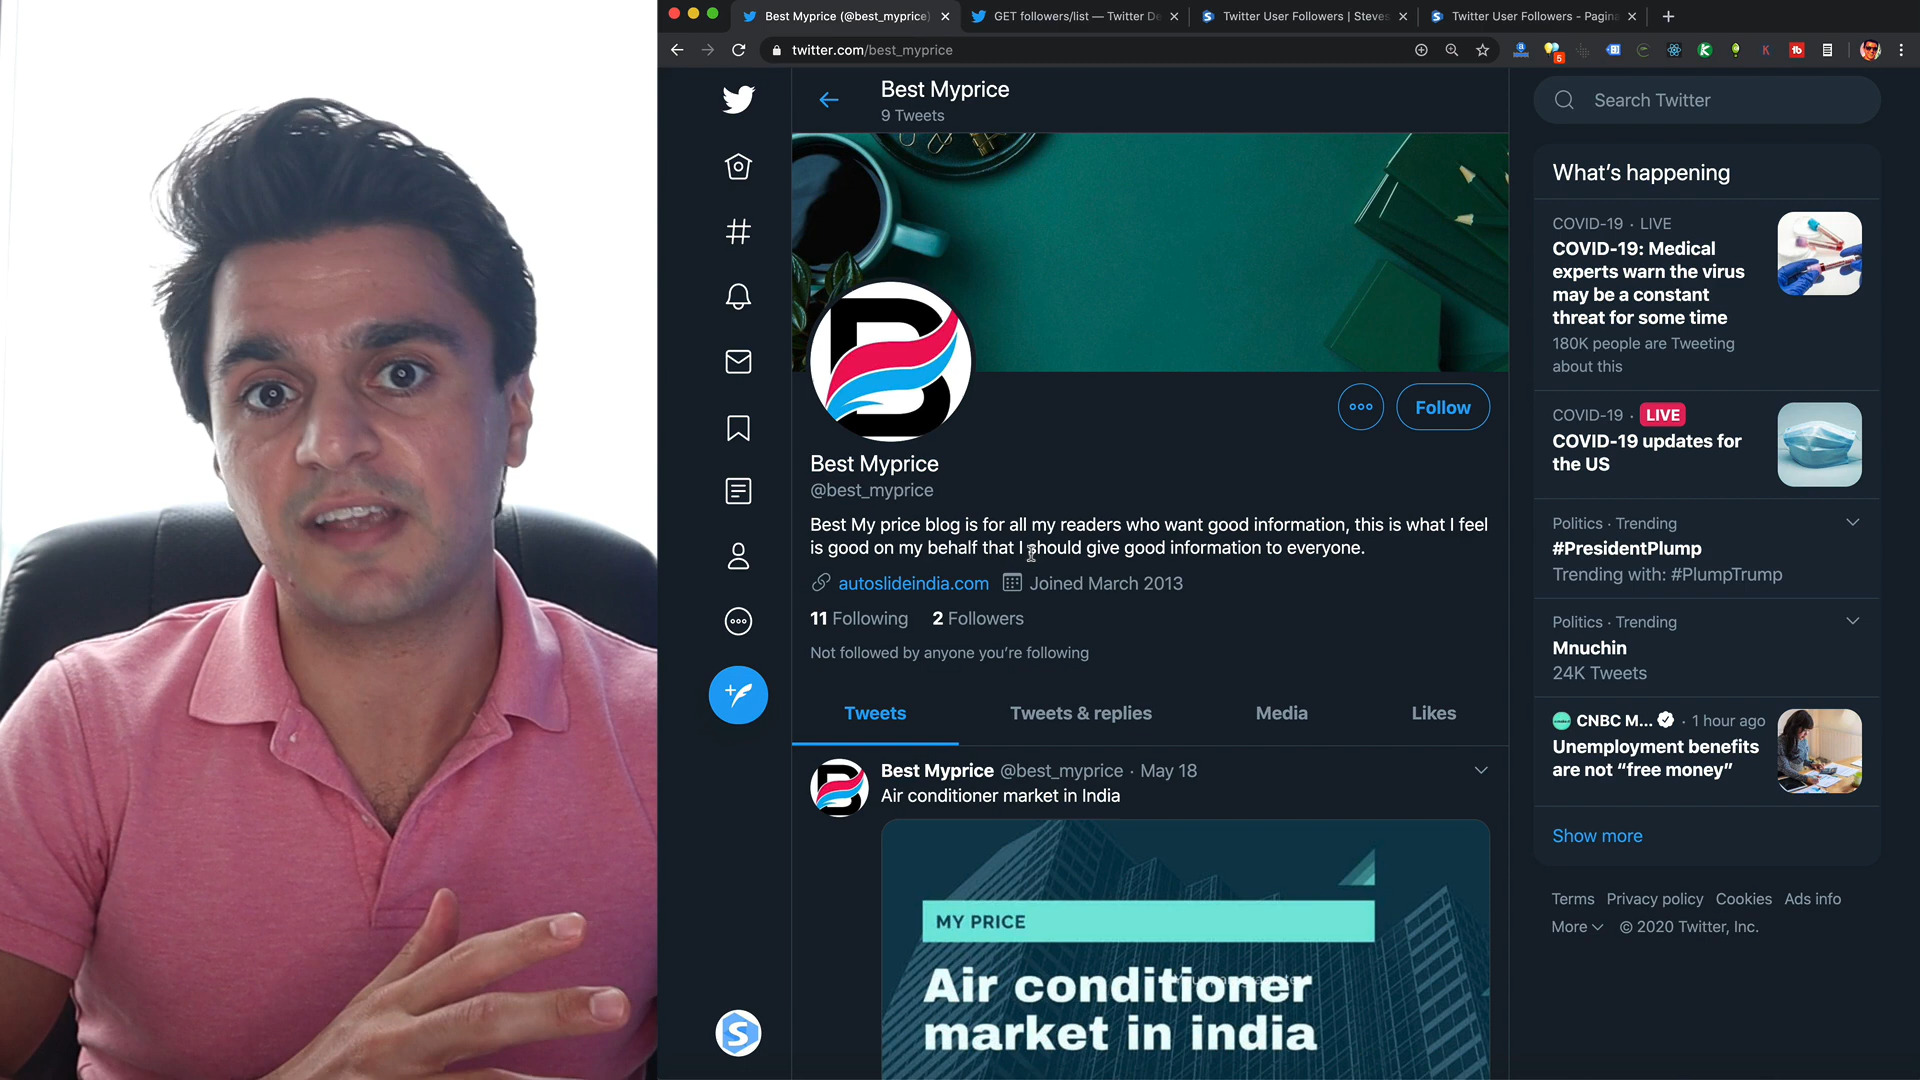 Best Myprice (@best_myprice)
GET followers/list — Twitter De
Twitter User Followers | Steves
Twitter User Followers - Pagina
twitter.com/best_myprice
5
Best Myprice
9 Tweets
Search Twitter
What's happening
COVID-19 · LIVE
COVID-19: Medical
experts warn the virus
may be a constant
threat for some time
180K people are Tweeting
about this
COVID-19 · LIVE
COVID-19 updates for
the US
Politics · Trending
#PresidentPlump
Trending with: #PlumpTrump
Politics · Trending
Mnuchin
24K Tweets
CNBC M... · 1 hour ago
Unemployment benefits
are not “free money”
Show more
Terms Privacy policy Cookies Ads info
More © 2020 Twitter, Inc.
Follow
Best Myprice
@best_myprice
Best My price blog is for all my readers who want good information, this is what I feel
is good on my behalf that I should give good information to everyone.
autoslideindia.com Joined March 2013
11 Following 2 Followers
Not followed by anyone you're following
Tweets Tweets & replies Media Likes
Best Myprice @best_myprice · May 18
Air conditioner market in India
MY PRICE
Air conditioner
market in india